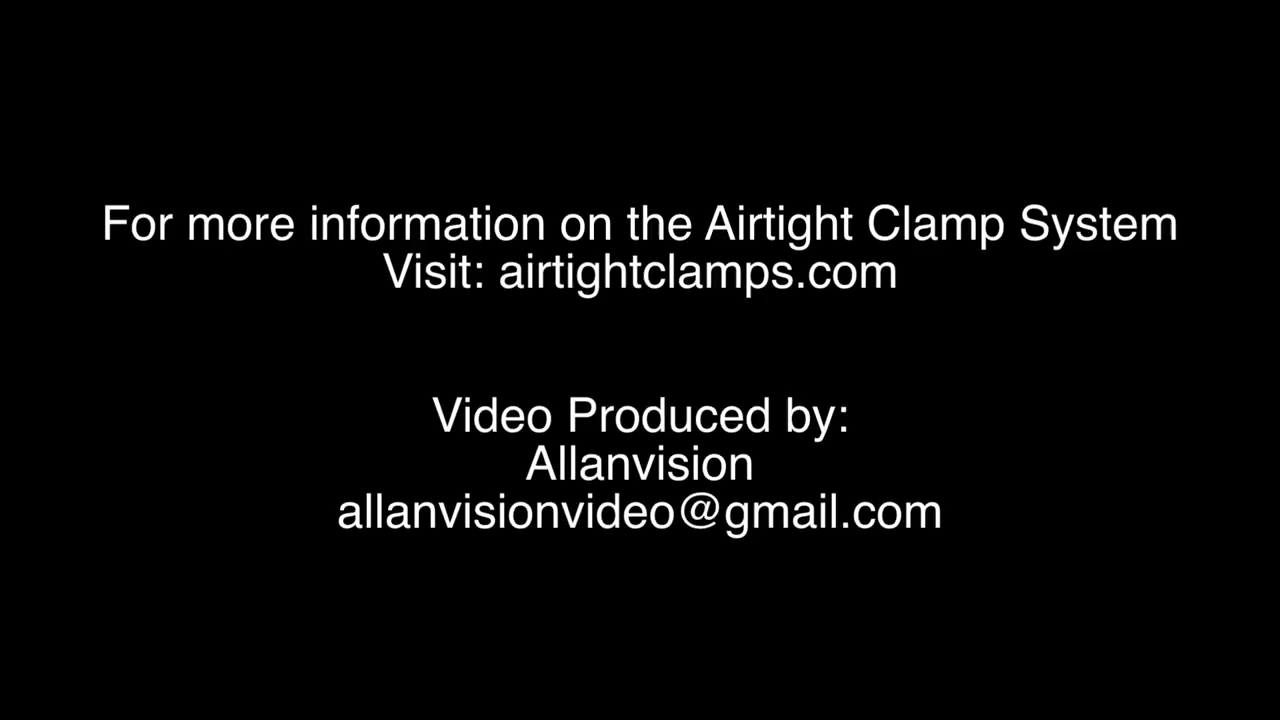 For more information on the Airtight Clamp System
Visit: airtightclamps.com
Video Produced by:
Allanvision
allanvisionvideo@gmail.com